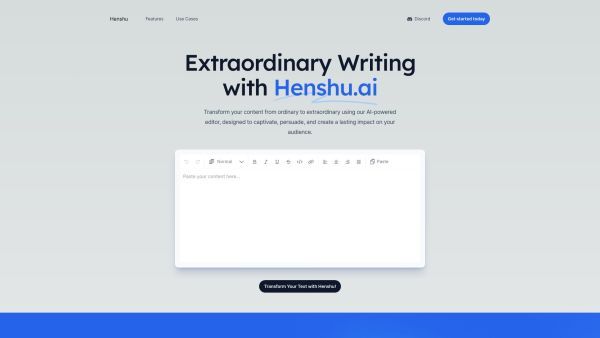 Henshu Features Use Cases Discord Get started today
Extraordinary Writing
with Henshu.ai
Transform your content from ordinary to extraordinary using our AI-powered
editor, designed to captivate, persuade, and create a lasting impact on your
audience.
Normal B I U S Paste
Paste your content here...
Transform Your Text with Henshu!